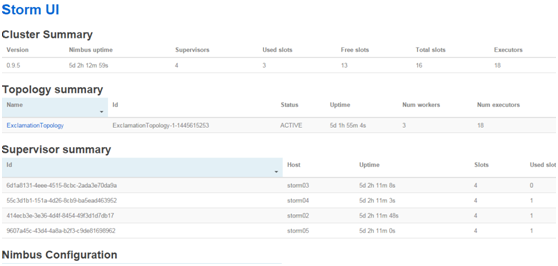 Storm UI
Cluster Summary
Version Nimbus uptime Supervisors Used slots Free slots Total slots Executors
0.9.5 5d 2h 12m 59s 4 3 13 16 18
Topology summary
Name Id Status Uptime Num workers Num executors
ExclamationTopology ExclamationTopology-1-1445615253 ACTIVE 5d 1h 55m 4s 3 18
Supervisor summary
Id Host Uptime Slots Used slot
6d1a8131-4eee-4515-8cbc-2ada3e70da9a storm03 5d 2h 11m 8s 4 0
55c3d1b1-151a-4d26-8cb9-ba5ead463952 storm04 5d 2h 11m 3s 4 1
414ecb3e-3e36-4d4f-8454-49f3d1d7db17 storm02 5d 2h 11m 48s 4 1
9607a45c-43d4-4a8a-b2f3-c9de81698962 storm05 5d 2h 11m 0s 4 1
Nimbus Configuration